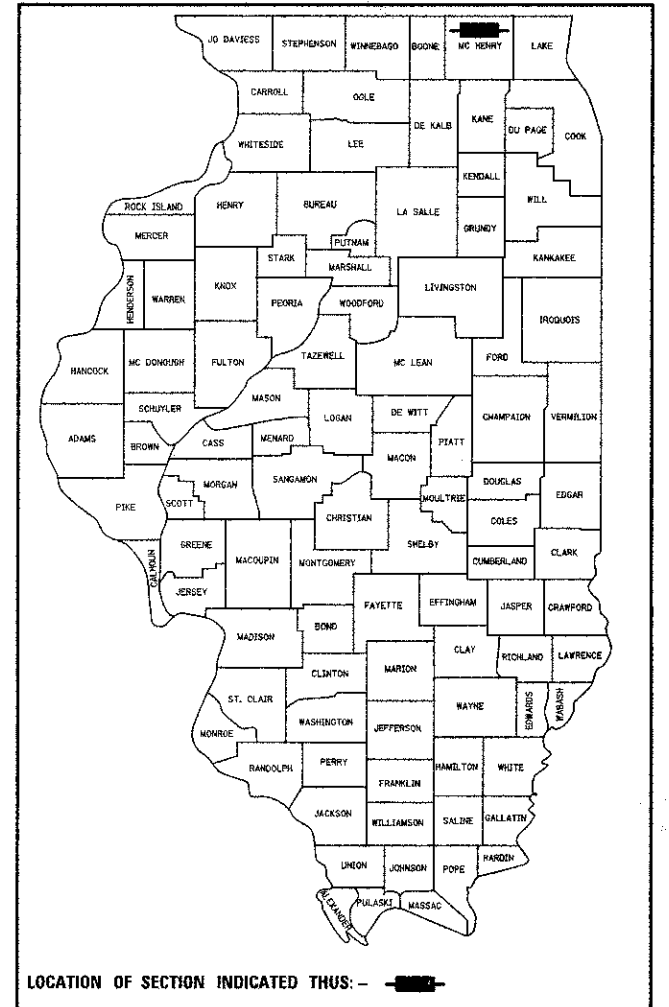 JO DAVIESS STEPHENSON WINNEBAGO BOONE MC HENRY LAKE
CARROLL OGLE DE KALB KANE DU PAGE COOK
WHITESIDE LEE KENDALL WILL
ROCK ISLAND HENRY BUREAU LA SALLE GRUNDY
MERCER PUTNAM KANKAKEE
STARK MARSHALL
HENDERSON WARREN KNOX PEORIA WOODFORD LIVINGSTON IROQUOIS
HANCOCK MC DONOUGH FULTON TAZEWELL MC LEAN FORD
SCHUYLER MASON LOGAN DE WITT CHAMPAION VERMILION
ADAMS BROWN CASS MENARD MACON PIATT
PIKE SCOTT MORGAN SANGAMON MOULTRIE DOUGLAS EDGAR
CHRISTIAN COLES
CALHOUN GREENE MACOUPIN MONTGOMERY SHELBY CUMBERLAND CLARK
JERSEY FAYETTE EFFINGHAM JASPER CRAWFORD
MADISON BOND CLAY RICHLAND LAWRENCE
CLINTON MARION
ST. CLAIR WAYNE EDWARDS WABASH
MONROE WASHINGTON JEFFERSON
RANDOLPH PERRY HAMILTON WHITE
FRANKLIN
JACKSON WILLIAMSON SALINE GALLATIN
UNION JOHNSON POPE HARDIN
ALEXANDER PULASKI MASSAC
LOCATION OF SECTION INDICATED THUS: -